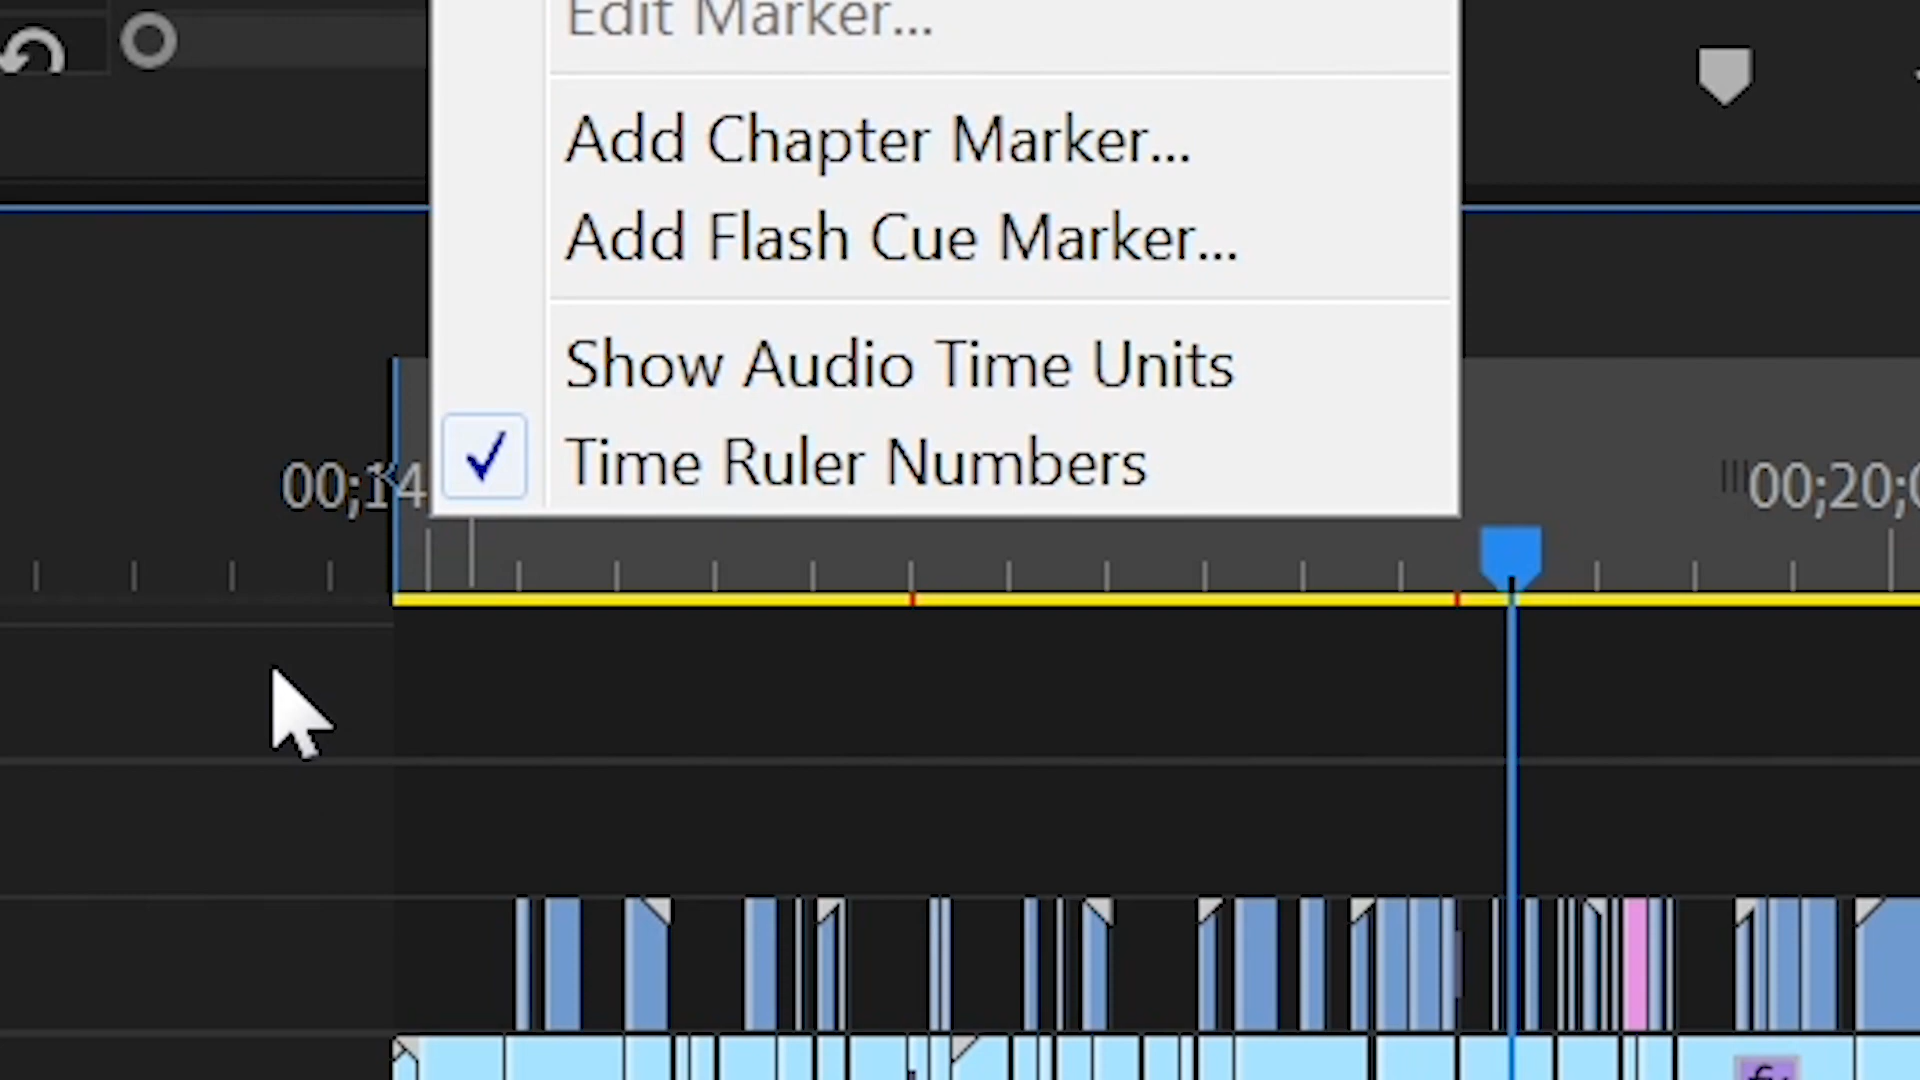 Edit Marker...
Add Chapter Marker...
Add Flash Cue Marker...
Show Audio Time Units
Time Ruler Numbers
00;14
00;20;0